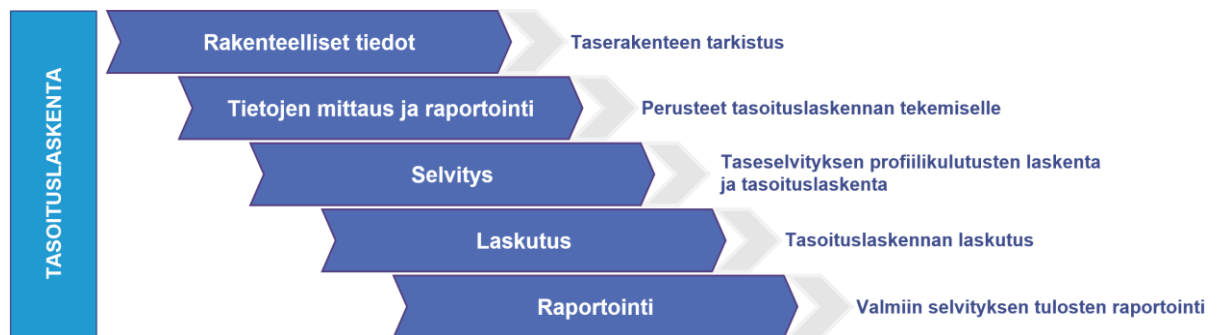 TASOITUSLASKENTA
Rakenteelliset tiedot
Taserakenteen tarkistus
Tietojen mittaus ja raportointi
Perusteet tasoituslaskennan tekemiselle
Selvitys
Taseselvityksen profiilikulutusten laskenta
ja tasoituslaskenta
Laskutus
Tasoituslaskennan laskutus
Raportointi
Valmiin selvityksen tulosten raportointi